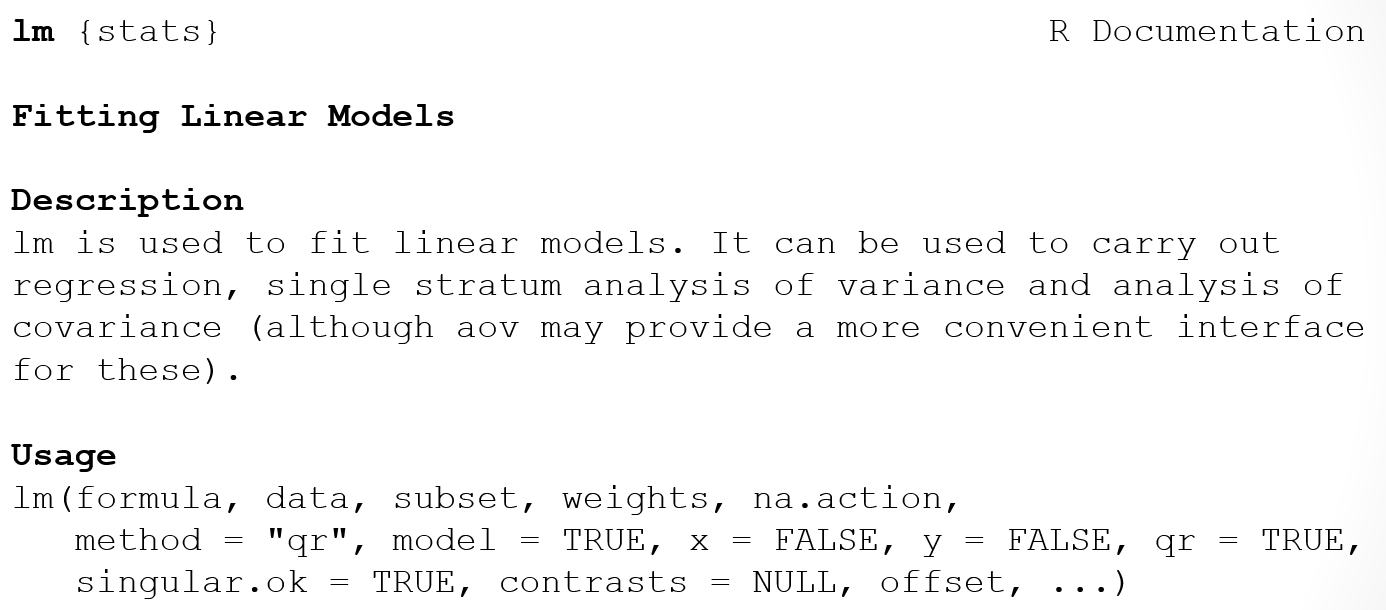 lm {stats} R Documentation
Fitting Linear Models
Description
lm is used to fit linear models. It can be used to carry out
regression, single stratum analysis of variance and analysis of
covariance (although aov may provide a more convenient interface
for these).
Usage
lm(formula, data, subset, weights, na.action,
method = "qr", model = TRUE, x = FALSE, y = FALSE, qr = TRUE,
singular.ok = TRUE, contrasts = NULL, offset, ...)